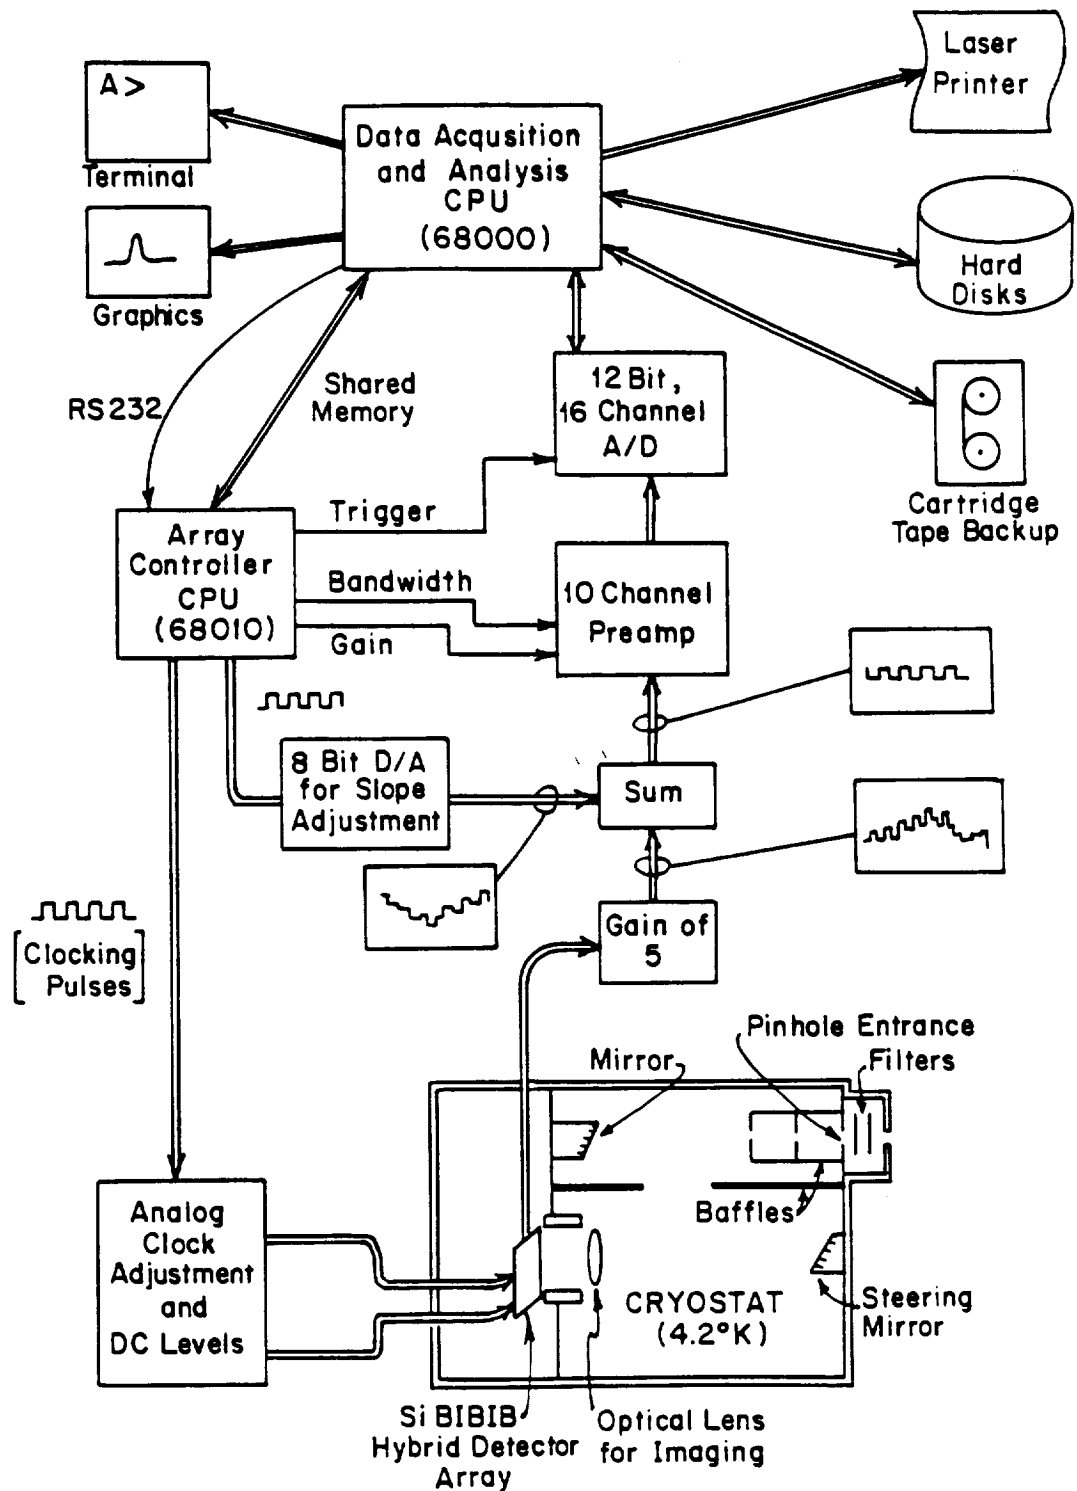 Laser
Printer
A >
Terminal
Data Acqusition
and Analysis
CPU
(68000)
Graphics
Hard
Disks
RS232
Shared
Memory
12 Bit,
16 Channel
A/D
Cartridge
Tape Backup
Trigger
Array
Controller
CPU
(68010)
Bandwidth
Gain
10 Channel
Preamp
8 Bit D/A
for Slope
Adjustment
Sum
Gain of
5
[Clocking
Pulses]
Pinhole Entrance
Filters
Mirror
Baffles
Analog
Clock
Adjustment
and
DC Levels
CRYOSTAT
(4.2°K)
Steering
Mirror
Si BIBIB
Hybrid Detector
Array
Optical Lens
for Imaging